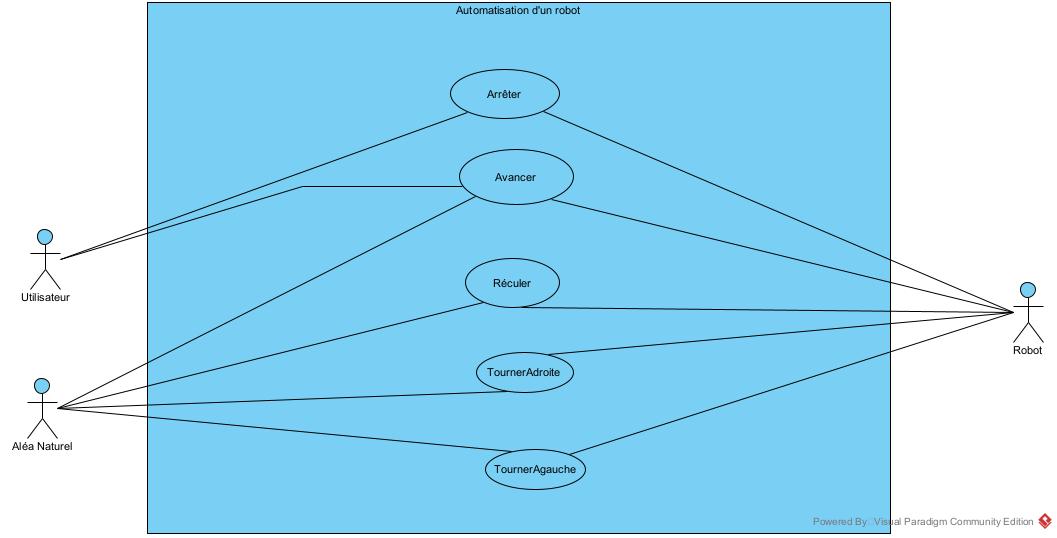 Automatisation d'un robot
Arrêter
Avancer
Utilisateur
Réculer
Robot
TournerAdroite
Aléa Naturel
TournerAgauche
Powered By Visual Paradigm Community Edition